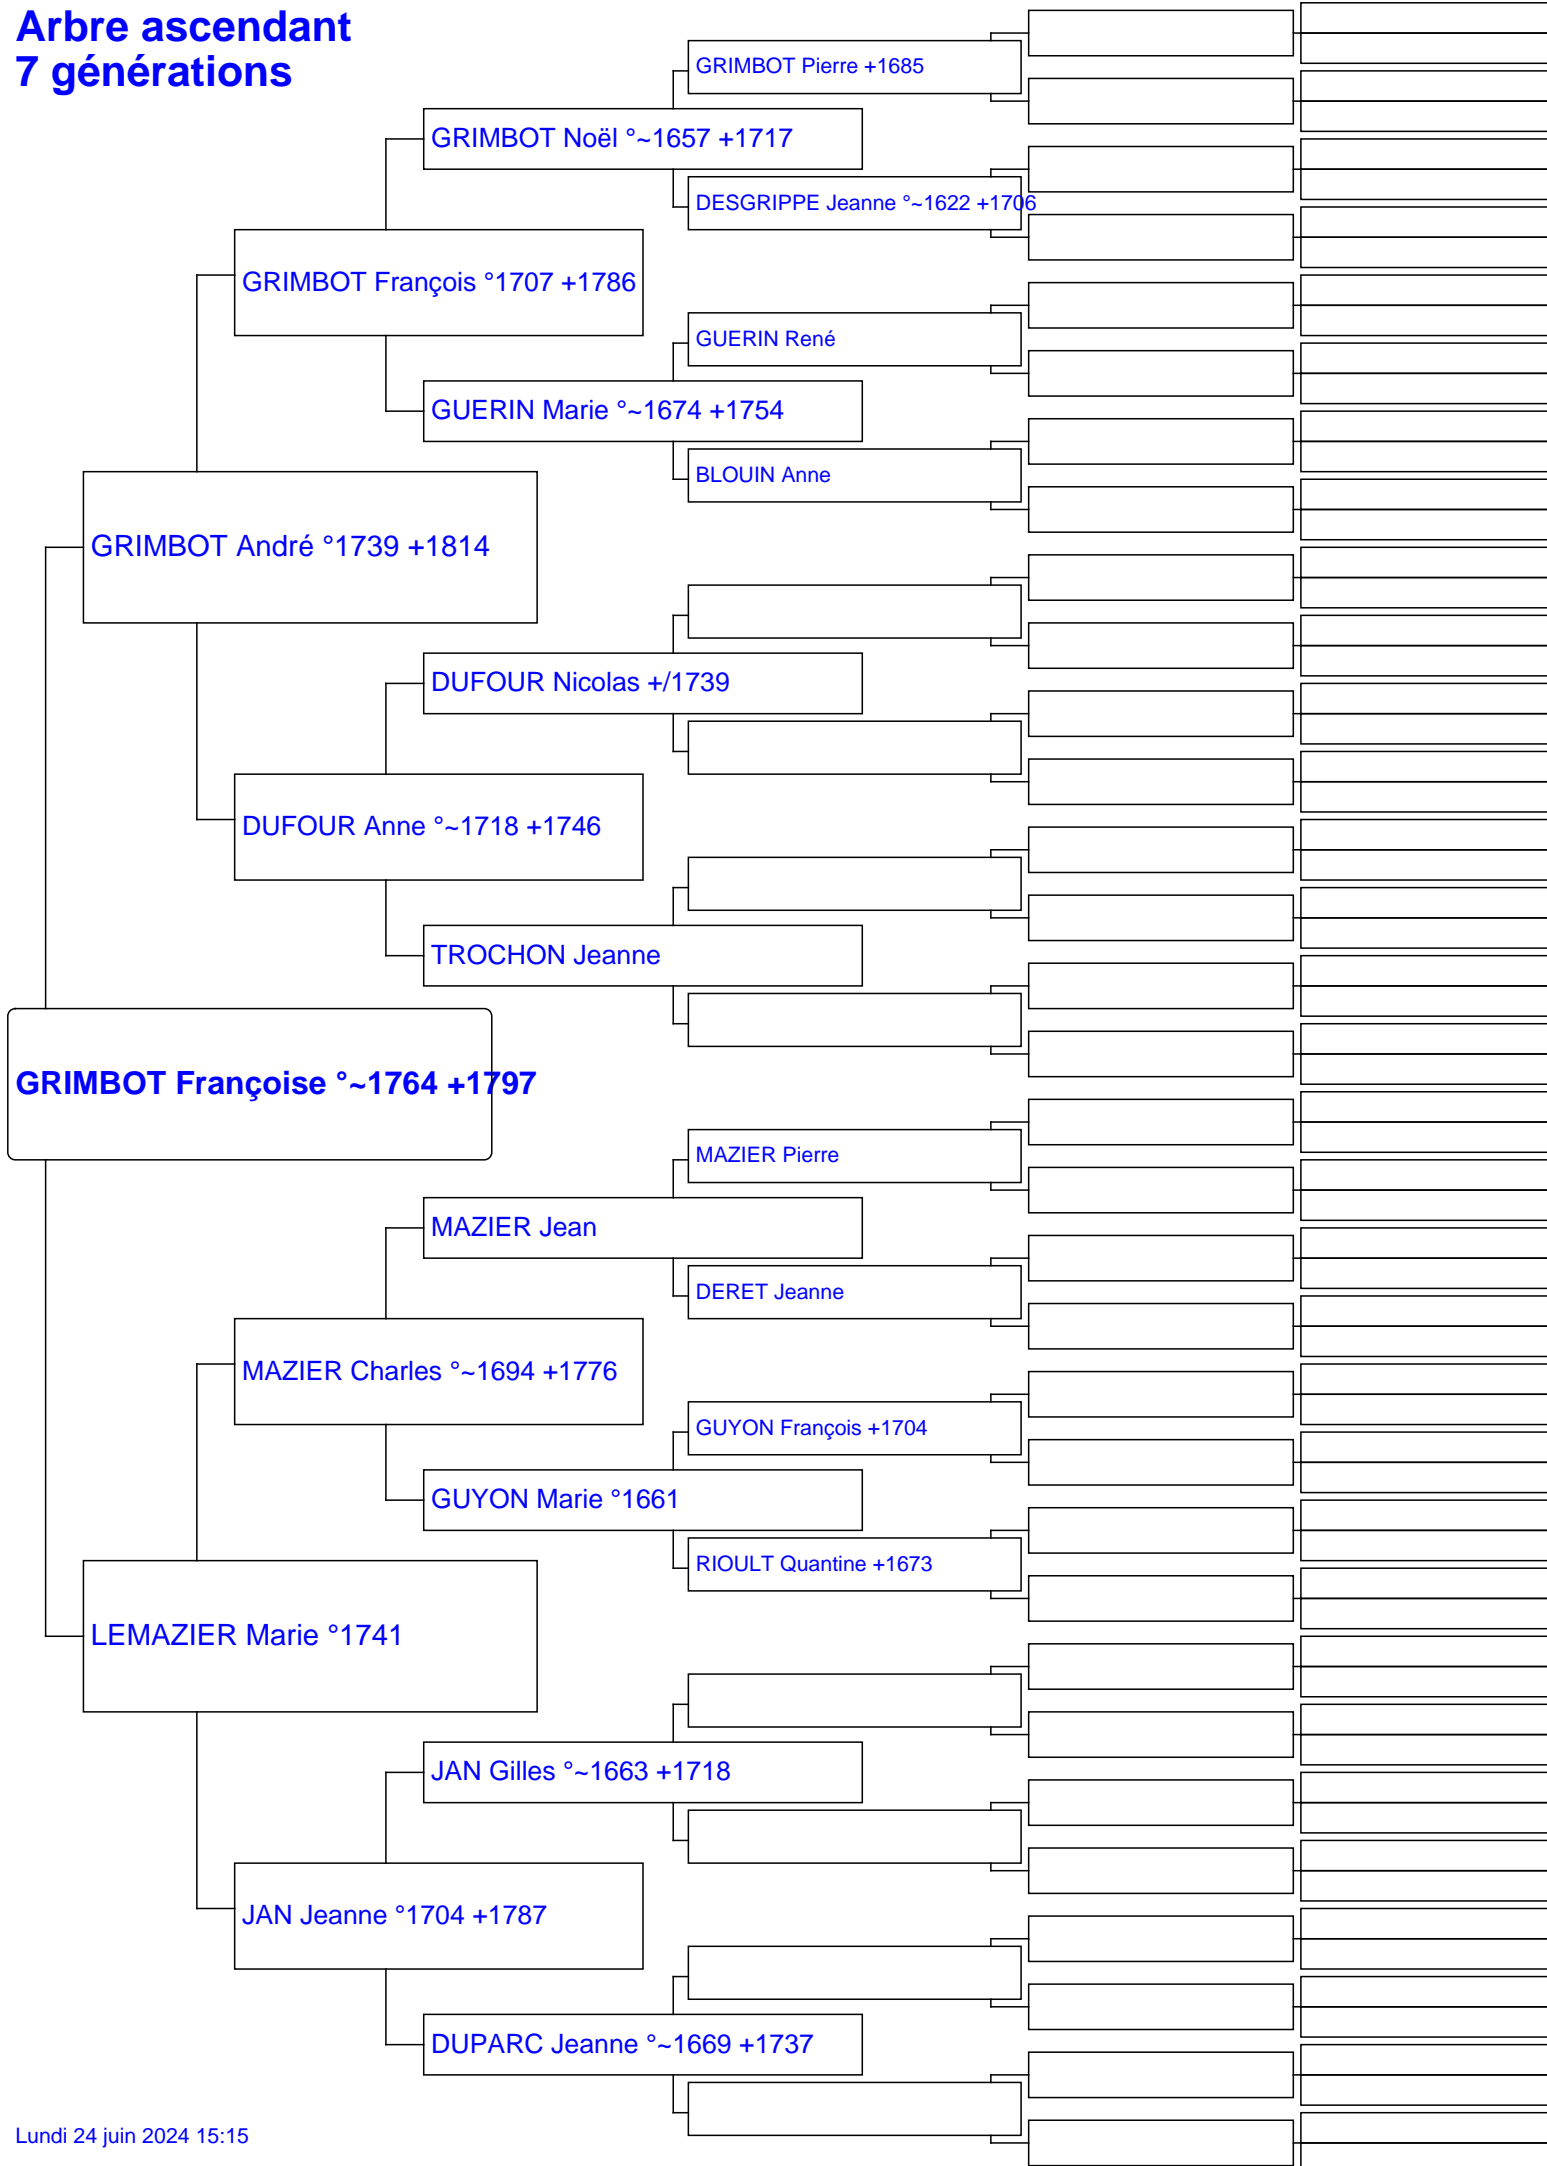 Arbre ascendant
7 générations
GRIMBOT Pierre +1685
GRIMBOT Noël °~1657 +1717
DESGRIPPE Jeanne °~1622 +1706
GRIMBOT François °1707 +1786
GUERIN René
GUERIN Marie °~1674 +1754
BLOUIN Anne
GRIMBOT André °1739 +1814
DUFOUR Nicolas +/1739
DUFOUR Anne °~1718 +1746
TROCHON Jeanne
GRIMBOT Françoise °~1764 +1797
MAZIER Pierre
MAZIER Jean
DERET Jeanne
MAZIER Charles °~1694 +1776
GUYON François +1704
GUYON Marie °1661
RIOULT Quantine +1673
LEMAZIER Marie °1741
JAN Gilles °~1663 +1718
JAN Jeanne °1704 +1787
DUPARC Jeanne °~1669 +1737
Lundi 24 juin 2024 15:15